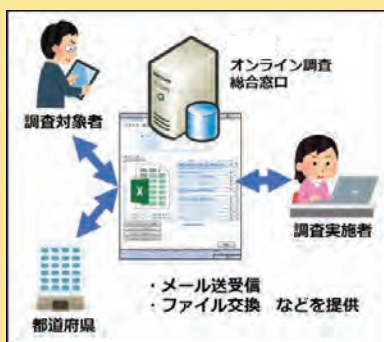 オンライン調査
総合窓口
調査対象者
X
調査実施者
都道府県
・メール送受信
・ファイル交換 などを提供